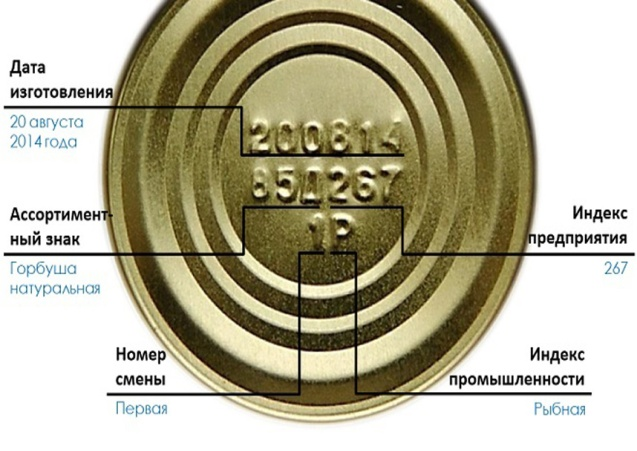 Дата
изготовления
20 августа
2014 года
200814
85Д267
1Р
Ассортимент-
ный знак
Горбуша
натуральная
Индекс
предприятия
267
Номер
смены
Первая
Индекс
промышленности
Рыбная